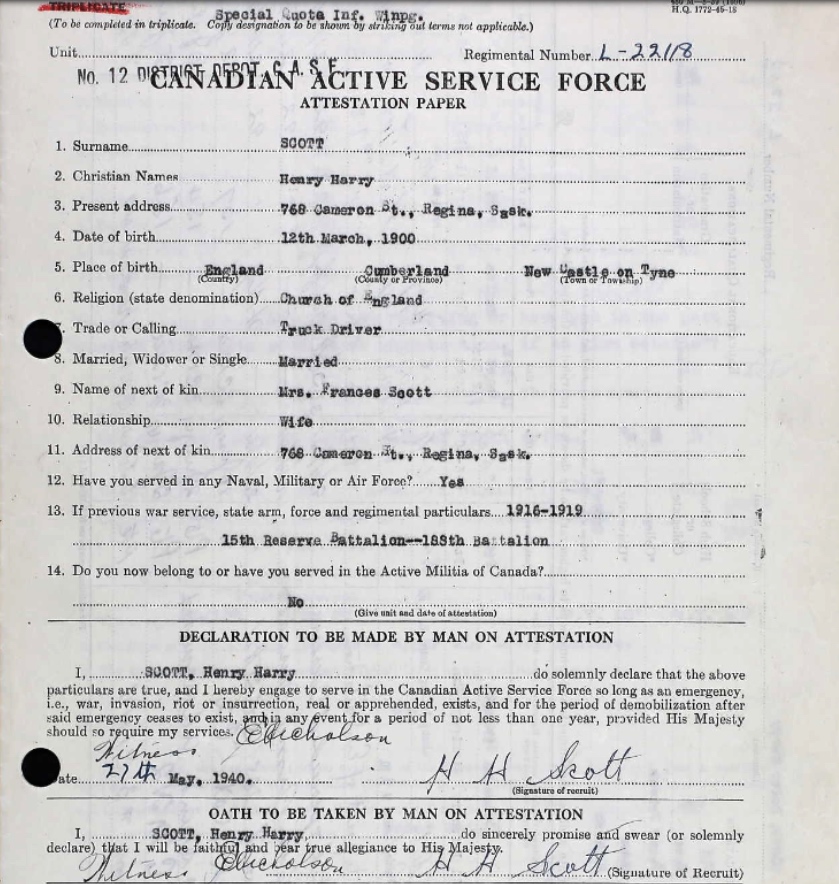 TRIPLICATE
Special Quota Inf. Winpg.
H.Q. 1772-45-18
(To be completed in triplicate. Copy designation to be shown by striking out terms not applicable.)
Unit
Regimental Number L-22118
No. 12 DISTRICT DEPOT, C.A.S.F.
CANADIAN ACTIVE SERVICE FORCE
ATTESTATION PAPER
1. Surname SCOTT
2. Christian Names Henry Harry
3. Present address 768 Cameron St., Regina, Sask.
4. Date of birth 12th March, 1900
5. Place of birth England Cumberland New Castle on Tyne
(Country) (County or Province) (Town or Township)
6. Religion (state denomination) Church of England
7. Trade or Calling Truck Driver
8. Married, Widower or Single Married
9. Name of next of kin Mrs. Frances Scott
10. Relationship Wife
11. Address of next of kin 768 Cameron St., Regina, Sask.
12. Have you served in any Naval, Military or Air Force? Yes
13. If previous war service, state arm, force and regimental particulars 1916-1919
15th Reserve Battalion--188th Battalion
14. Do you now belong to or have you served in the Active Militia of Canada?
No
(Give unit and date of attestation)
DECLARATION TO BE MADE BY MAN ON ATTESTATION
I, SCOTT, Henry Harry do solemnly declare that the above
particulars are true, and I hereby engage to serve in the Canadian Active Service Force so long as an emergency,
i.e., war, invasion, riot or insurrection, real or apprehended, exists, and for the period of demobilization after
said emergency ceases to exist, and in any event for a period of not less than one year, provided His Majesty
should so require my services.
Witness Nicholson
Date 27th May, 1940. H H Scott
(Signature of recruit)
OATH TO BE TAKEN BY MAN ON ATTESTATION
I, SCOTT, Henry Harry, do sincerely promise and swear (or solemnly
declare) that I will be faithful and bear true allegiance to His Majesty.
Witness Nicholson H H Scott (Signature of Recruit)